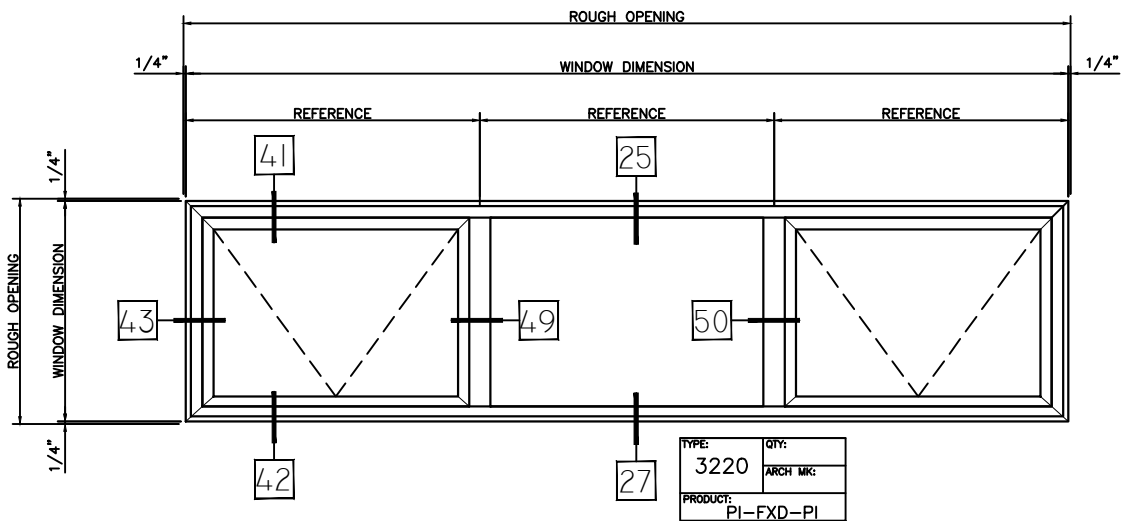 ROUGH OPENING
1/4"
WINDOW DIMENSION
1/4"
REFERENCE
REFERENCE
REFERENCE
41
25
1/4"
ROUGH OPENING
WINDOW DIMENSION
43
49
50
1/4"
42
27
TYPE:
3220
QTY:
ARCH MK:
PRODUCT:
PI-FXD-PI